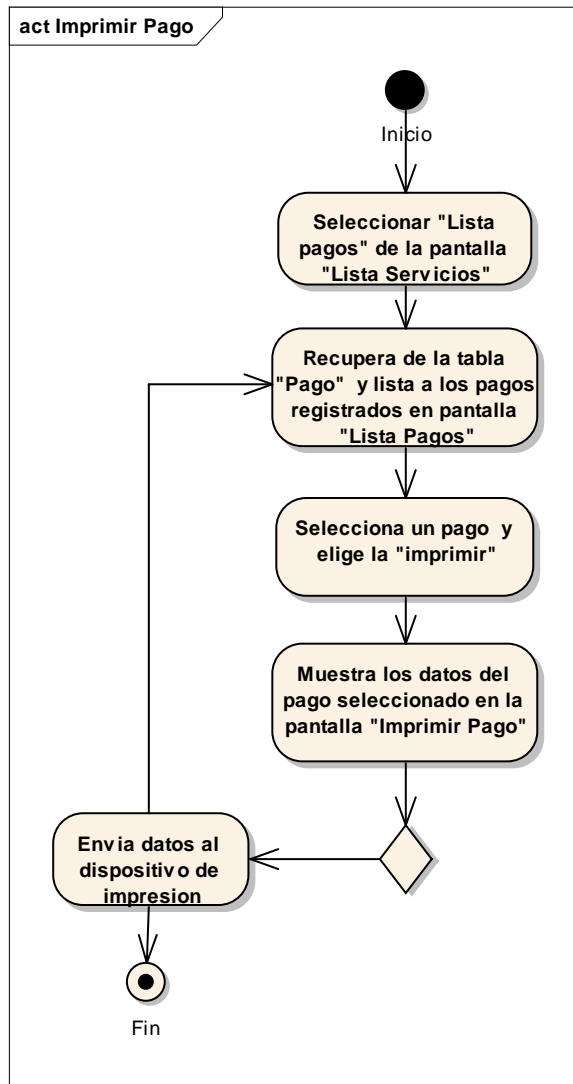 act Imprimir Pago
Inicio
Seleccionar "Lista
pagos" de la pantalla
"Lista Servicios"
Recupera de la tabla
"Pago" y lista a los pagos
registrados en pantalla
"Lista Pagos"
Selecciona un pago y
elige la "imprimir"
Muestra los datos del
pago seleccionado en la
pantalla "Imprimir Pago"
Envia datos al
dispositivo de
impresion
Fin